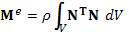 𝐌ᵉ = ρ ∫_V 𝐍ᵀ𝐍 dV